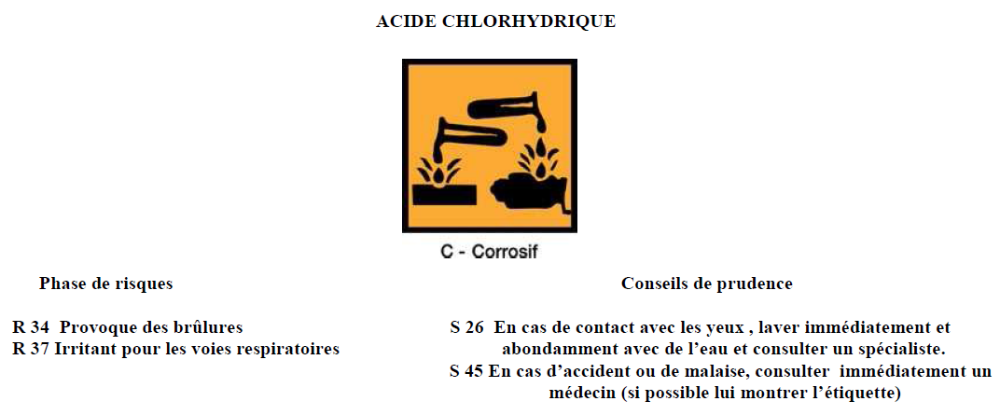 ACIDE CHLORHYDRIQUE
C - Corrosif
Phase de risques
R 34 Provoque des brûlures
R 37 Irritant pour les voies respiratoires
Conseils de prudence
S 26 En cas de contact avec les yeux , laver immédiatement et
abondamment avec de l’eau et consulter un spécialiste.
S 45 En cas d’accident ou de malaise, consulter immédiatement un
médecin (si possible lui montrer l’étiquette)